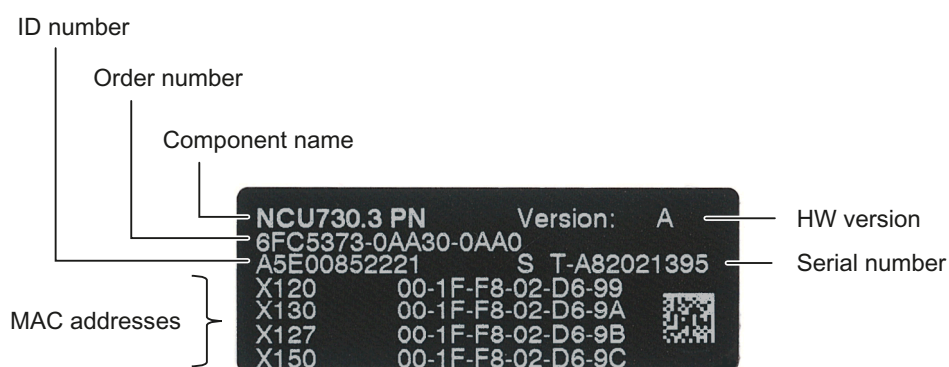 ID number
Order number
Component name
NCU730.3 PN Version: A
HW version
6FC5373-0AA30-0AA0
A5E00852221 S T-A82021395
Serial number
MAC addresses
X120 00-1F-F8-02-D6-99
X130 00-1F-F8-02-D6-9A
X127 00-1F-F8-02-D6-9B
X150 00-1F-F8-02-D6-9C